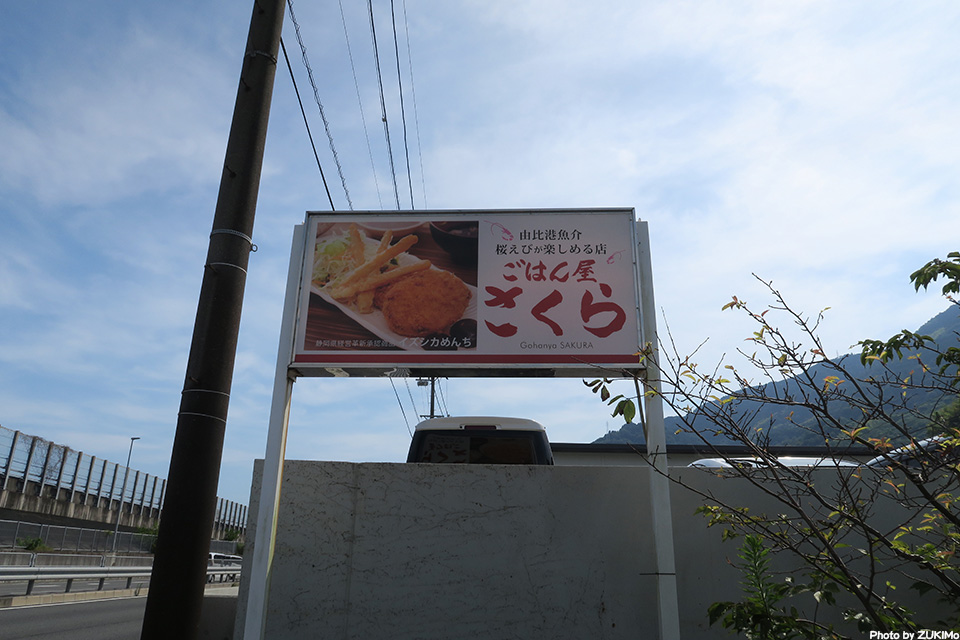 由比港魚介
桜えびが楽しめる店
ごはん屋
さくら
Gohanya SAKURA
イズシカめんち
Photo by ZUKIMo